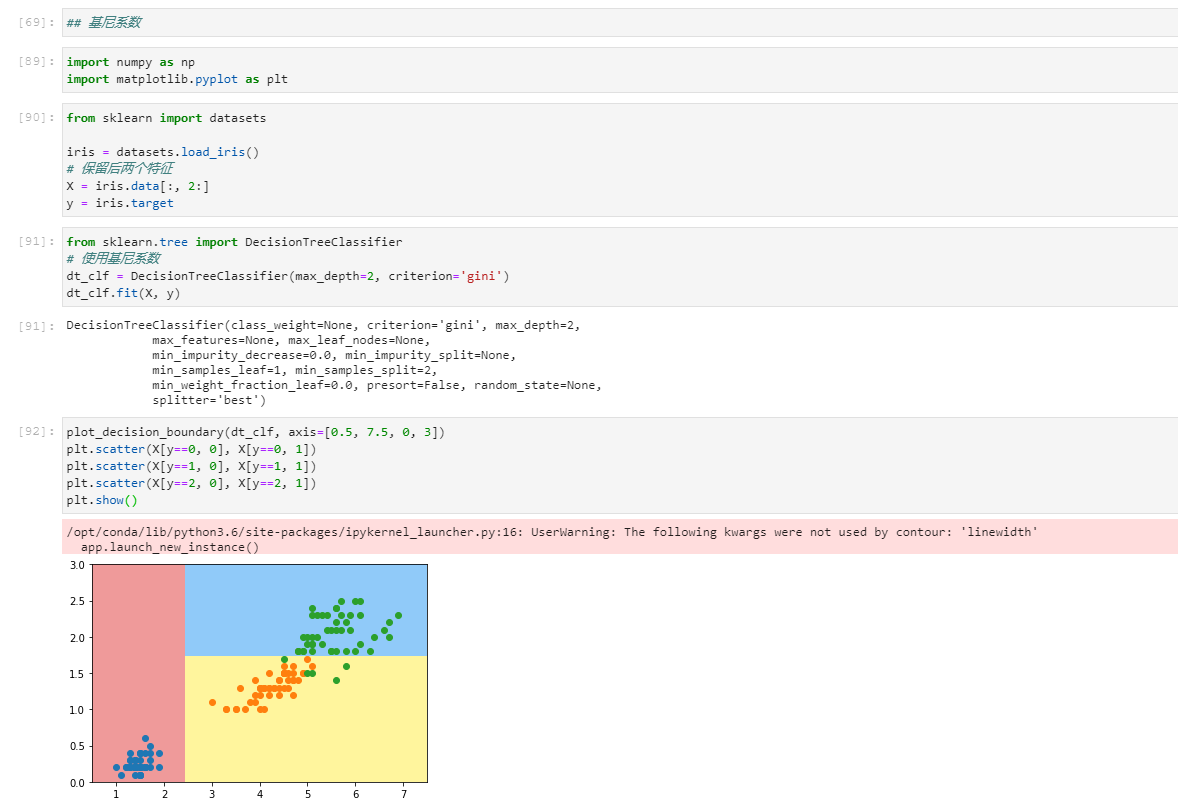 [69]: ## 基尼系数
[89]: import numpy as np
import matplotlib.pyplot as plt
[90]: from sklearn import datasets
iris = datasets.load_iris()
# 保留后两个特征
X = iris.data[:, 2:]
y = iris.target
[91]: from sklearn.tree import DecisionTreeClassifier
# 使用基尼系数
dt_clf = DecisionTreeClassifier(max_depth=2, criterion='gini')
dt_clf.fit(X, y)
[91]: DecisionTreeClassifier(class_weight=None, criterion='gini', max_depth=2,
max_features=None, max_leaf_nodes=None,
min_impurity_decrease=0.0, min_impurity_split=None,
min_samples_leaf=1, min_samples_split=2,
min_weight_fraction_leaf=0.0, presort=False, random_state=None,
splitter='best')
[92]: plot_decision_boundary(dt_clf, axis=[0.5, 7.5, 0, 3])
plt.scatter(X[y==0, 0], X[y==0, 1])
plt.scatter(X[y==1, 0], X[y==1, 1])
plt.scatter(X[y==2, 0], X[y==2, 1])
plt.show()
/opt/conda/lib/python3.6/site-packages/ipykernel_launcher.py:16: UserWarning: The following kwargs were not used by contour: 'linewidth'
app.launch_new_instance()
3.0
2.5
2.0
1.5
1.0
0.5
0.0
1 2 3 4 5 6 7